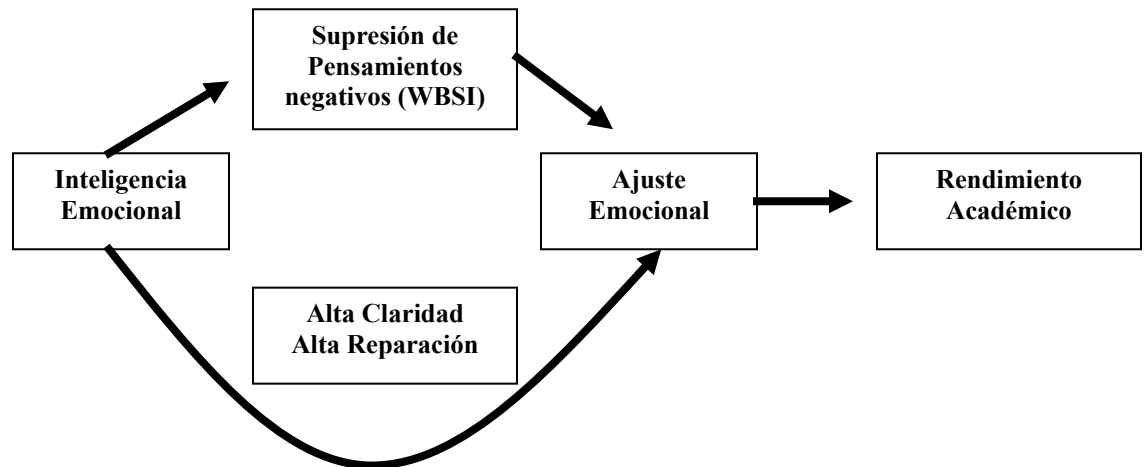 Supresión de
Pensamientos
negativos (WBSI)
Inteligencia
Emocional
Ajuste
Emocional
Rendimiento
Académico
Alta Claridad
Alta Reparación